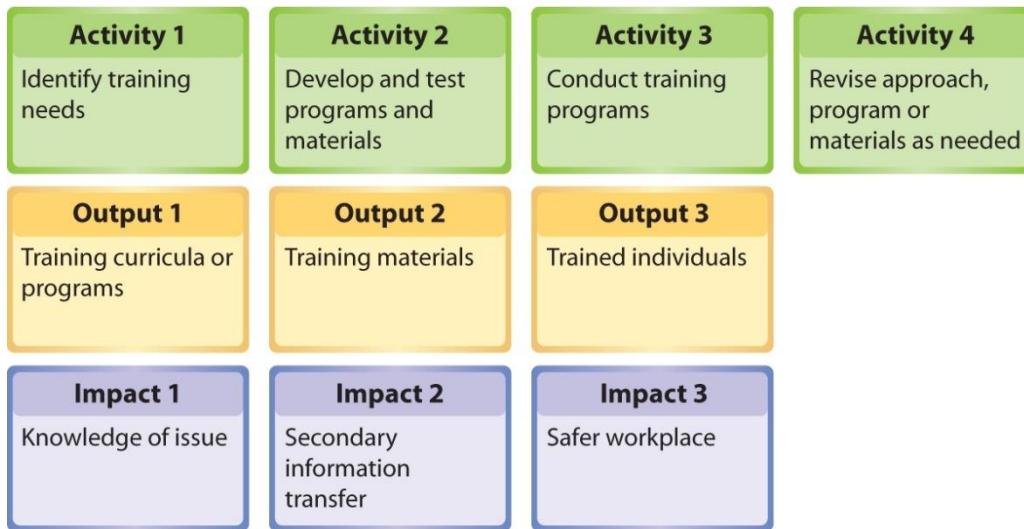 Activity 1
Identify training
needs
Activity 2
Develop and test
programs and
materials
Activity 3
Conduct training
programs
Activity 4
Revise approach,
program or
materials as needed
Output 1
Training curricula or
programs
Output 2
Training materials
Output 3
Trained individuals
Impact 1
Knowledge of issue
Impact 2
Secondary
information
transfer
Impact 3
Safer workplace